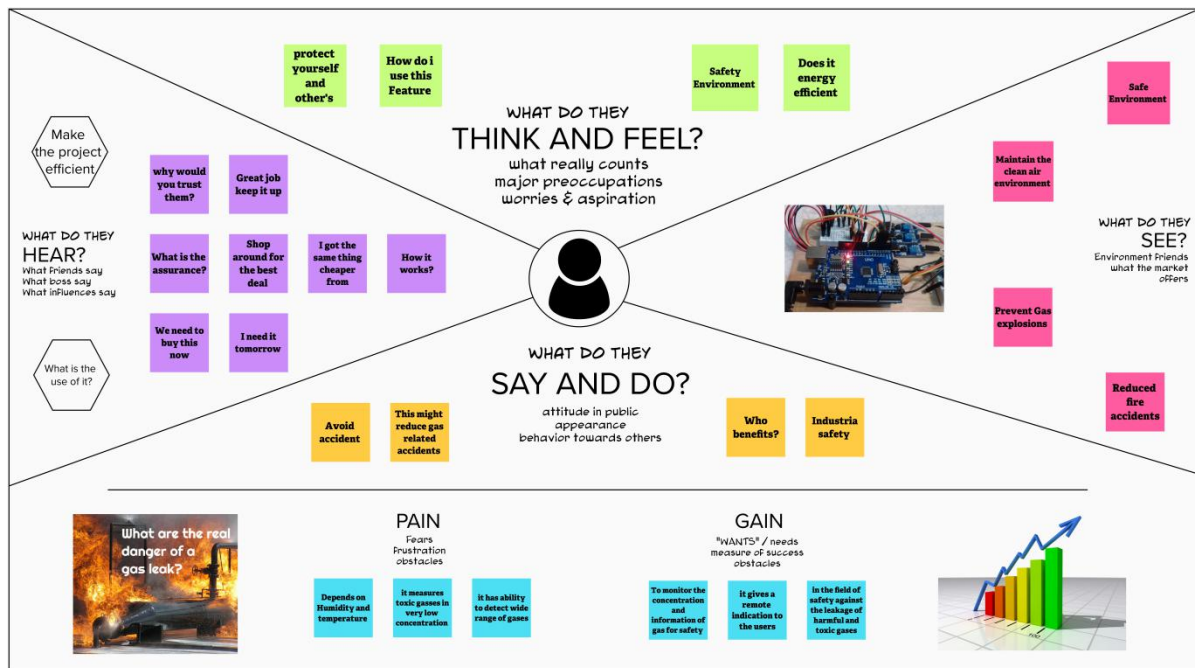 protect
yourself
and
other's
How do i
use this
Feature
Safety
Environment
Does it
energy
efficient
WHAT DO THEY
THINK AND FEEL?
what really counts
major preoccupations
worries & aspiration
Make
the project
efficient
why would
you trust
them?
Great job
keep it up
WHAT DO THEY
HEAR?
What friends say
What boss say
What influences say
What is the
assurance?
Shop
around for
the best
deal
I got the
same thing
cheaper
from
How it
works?
We need to
buy this
now
I need it
tomorrow
What is the
use of it?
Safe
Environment
Maintain the
clean air
environment
WHAT DO THEY
SEE?
Environment friends
what the market
offers
Prevent Gas
explosions
Reduced
fire
accidents
WHAT DO THEY
SAY AND DO?
attitude in public
appearance
behavior towards others
Avoid
accident
This might
reduce gas
related
accidents
Who
benefits?
Industria
safety
What are the real
danger of a
gas leak?
PAIN
Fears
frustration
obstacles
Depends on
Humidity and
temperature
it measures
toxic gasses in
very low
concentration
it has ability
to detect wide
range of gases
GAIN
"WANTS" / needs
measure of success
obstacles
To monitor the
concentration
and
information of
gas for safety
it gives a
remote
indication to
the users
in the field of
safety against
the leakage of
harmful and
toxic gases